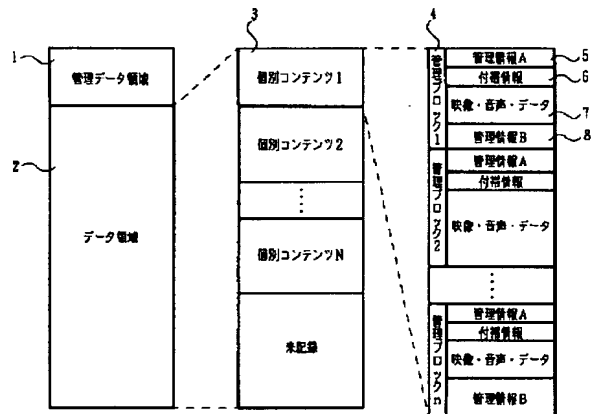 1
管理データ領域
2
データ領域
3
個別コンテンツ1
個別コンテンツ2
個別コンテンツN
未記録
4
管理ブロック1
管理情報A
5
付帯情報
6
映像・音声・データ
7
管理情報B
8
管理ブロック2
管理情報A
付帯情報
映像・音声・データ
管理ブロックn
管理情報A
付帯情報
映像・音声・データ
管理情報B